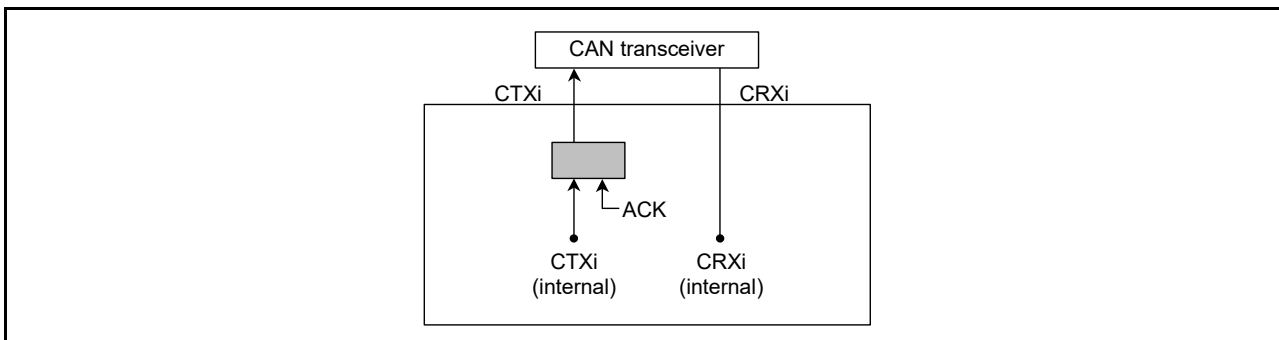 CAN transceiver
CTXi
CRXi
ACK
CTXi
(internal)
CRXi
(internal)